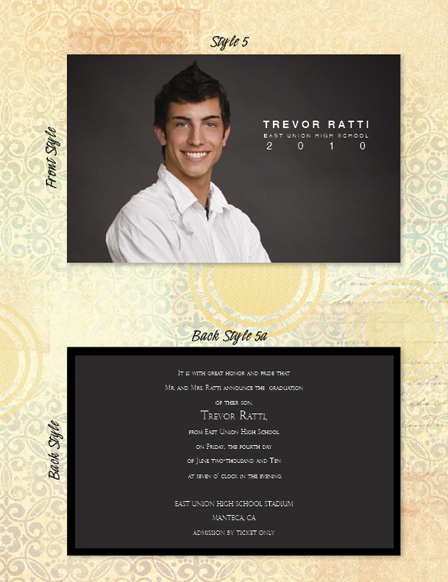 Style 5
Front Style
TREVOR RATTI
EAST UNION HIGH SCHOOL
2 0 1 0
Back Style 5a
Back Style
It is with great honor and pride that
Mr. and Mrs. Ratti announce the graduation
of their son,
Trevor Ratti,
from East Union High School
on Friday, the fourth day
of June two-thousand and Ten
at seven o' clock in the evening.
EAST UNION HIGH SCHOOL STADIUM
MANTECA, CA
ADMISSION BY TICKET ONLY